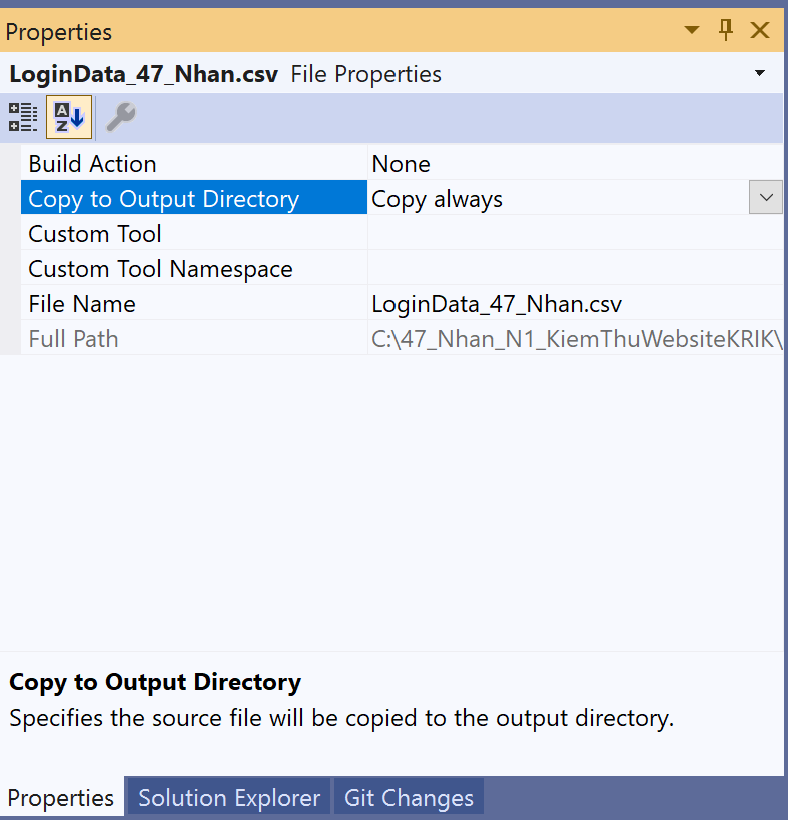 Properties
LoginData_47_Nhan.csv File Properties
Build Action None
Copy to Output Directory Copy always
Custom Tool
Custom Tool Namespace
File Name LoginData_47_Nhan.csv
Full Path C:\47_Nhan_N1_KiemThuWebsiteKRIK\
Copy to Output Directory
Specifies the source file will be copied to the output directory.
Properties Solution Explorer Git Changes